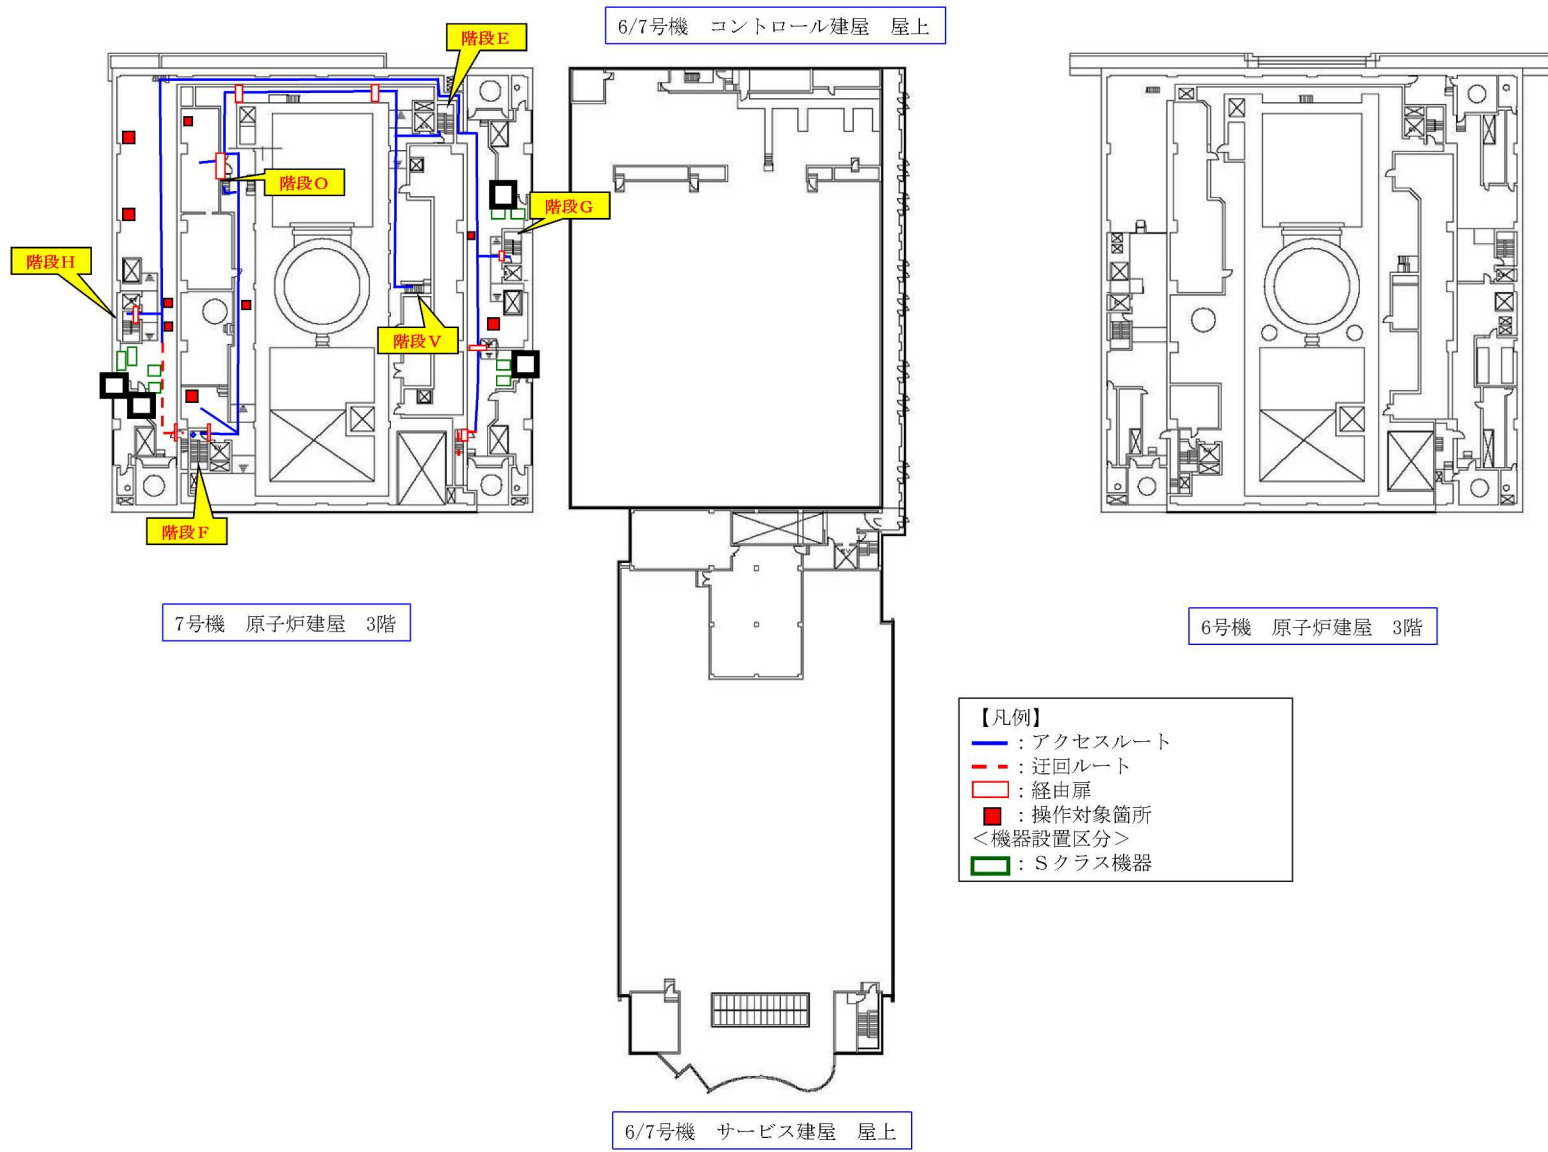 6/7号機　コントロール建屋　屋上
階段E
階段O
階段G
階段H
階段V
階段F
7号機　原子炉建屋　3階
6号機　原子炉建屋　3階
【凡例】
：アクセスルート
：迂回ルート
：経由扉
：操作対象箇所
＜機器設置区分＞
：Sクラス機器
6/7号機　サービス建屋　屋上